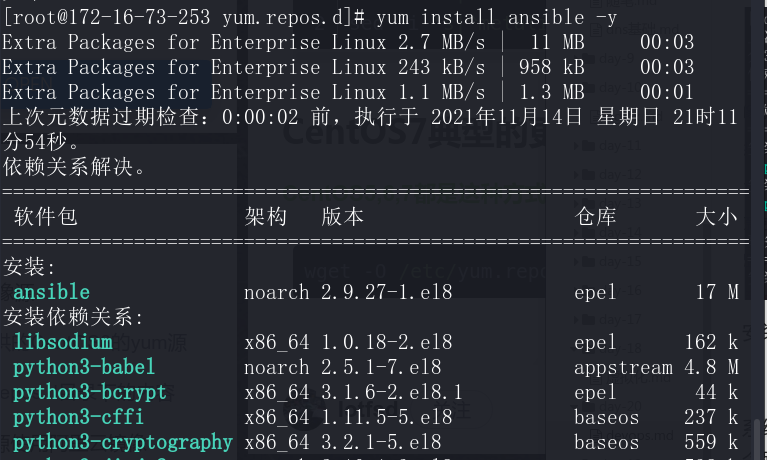 [root@172-16-73-253 yum.repos.d]# yum install ansible -y
Extra Packages for Enterprise Linux 2.7 MB/s |  11 MB     00:03
Extra Packages for Enterprise Linux 243 kB/s | 958 kB     00:03
Extra Packages for Enterprise Linux 1.1 MB/s | 1.3 MB     00:01
上次元数据过期检查：0:00:02 前，执行于 2021年11月14日 星期日 21时11
分54秒。
依赖关系解决。
软件包 架构 版本 仓库 大小
安装:
ansible noarch 2.9.27-1.el8 epel 17 M
安装依赖关系:
libsodium x86_64 1.0.18-2.el8 epel 162 k
python3-babel noarch 2.5.1-7.el8 appstream 4.8 M
python3-bcrypt x86_64 3.1.6-2.el8.1 epel 44 k
python3-cffi x86_64 1.11.5-5.el8 baseos 237 k
python3-cryptography x86_64 3.2.1-5.el8 baseos 559 k